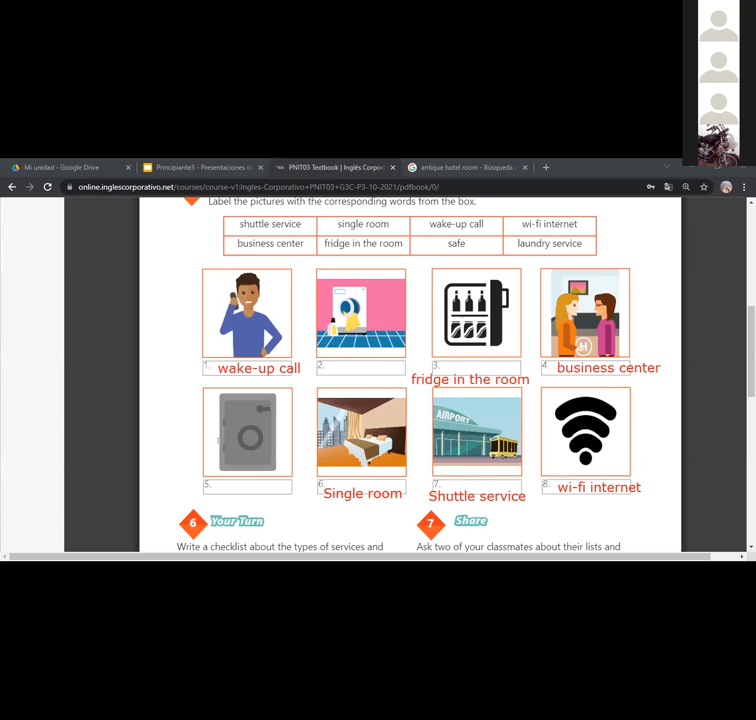 Mi unidad - Google Drive
Principiante3 - Presentaciones d
PNIT03 Textbook | Inglés Corpor
antique hotel room - Búsqueda
online.inglescorporativo.net/courses/course-v1:Ingles-Corporativo+PNIT03+G3C-P3-10-2021/pdfbook/0/
Label the pictures with the corresponding words from the box.
shuttle service single room wake-up call wi-fi internet
business center fridge in the room safe laundry service
1. wake-up call
2.
3. fridge in the room
4. business center
AIRPORT
H
5.
6. Single room
7. Shuttle service
8. wi-fi internet
6 Your Turn
7 Share
Write a checklist about the types of services and
Ask two of your classmates about their lists and